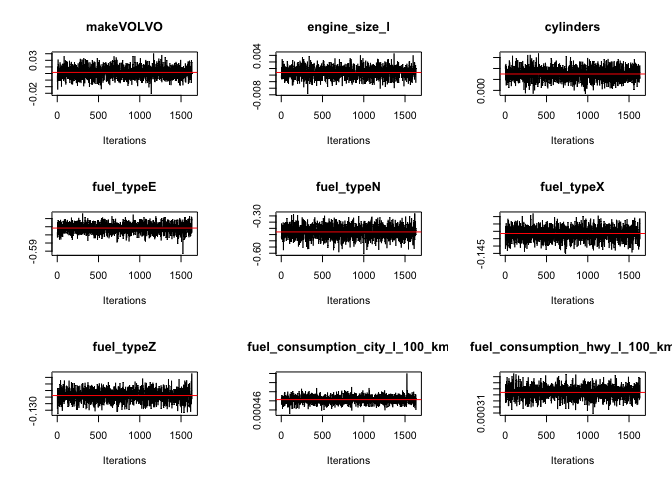 makeVOLVO engine_size_l cylinders
0.03 0.004 0.000
-0.02 -0.008
0 500 1000 1500 0 500 1000 1500 0 500 1000 1500
Iterations Iterations Iterations
fuel_typeE fuel_typeN fuel_typeX
-0.59 -0.30 -0.145
-0.60
0 500 1000 1500 0 500 1000 1500 0 500 1000 1500
Iterations Iterations Iterations
fuel_typeZ fuel_consumption_city_l_100_km fuel_consumption_hwy_l_100_km
-0.130 0.00046 0.00031
0 500 1000 1500 0 500 1000 1500 0 500 1000 1500
Iterations Iterations Iterations